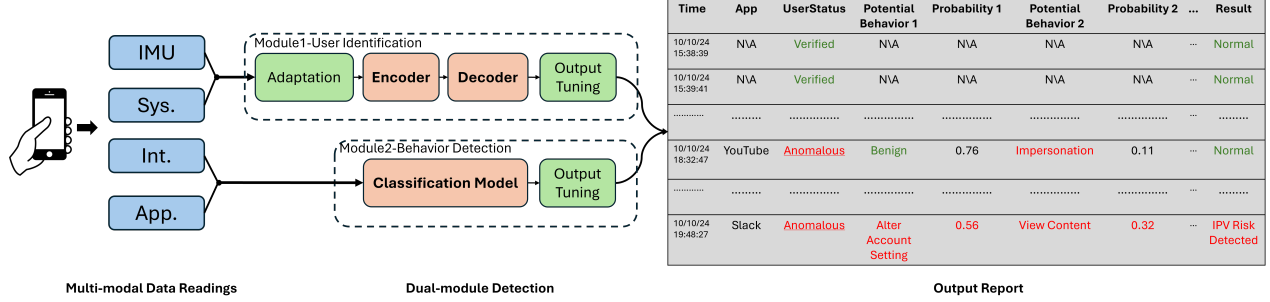 IMU
Sys.
Int.
App.
Module1-User Identification
Adaptation
Encoder
Decoder
Output
Tuning
Module2-Behavior Detection
Classification Model
Output
Tuning
Time App UserStatus Potential Behavior 1 Probability 1 Potential Behavior 2 Probability 2 ... Result
10/10/24 15:38:39 N\A Verified N\A N\A N\A N\A ... Normal
10/10/24 15:39:41 N\A Verified N\A N\A N\A N\A ... Normal
............ ......... ............... ............ ............. ............. ............. ... .........
10/10/24 18:32:47 YouTube Anomalous Benign 0.76 Impersonation 0.11 ... Normal
............ ......... ............... ............ ............. ............. ............. ... .........
10/10/24 19:48:27 Slack Anomalous Alter Account Setting 0.56 View Content 0.32 ... IPV Risk Detected
Multi-modal Data Readings
Dual-module Detection
Output Report